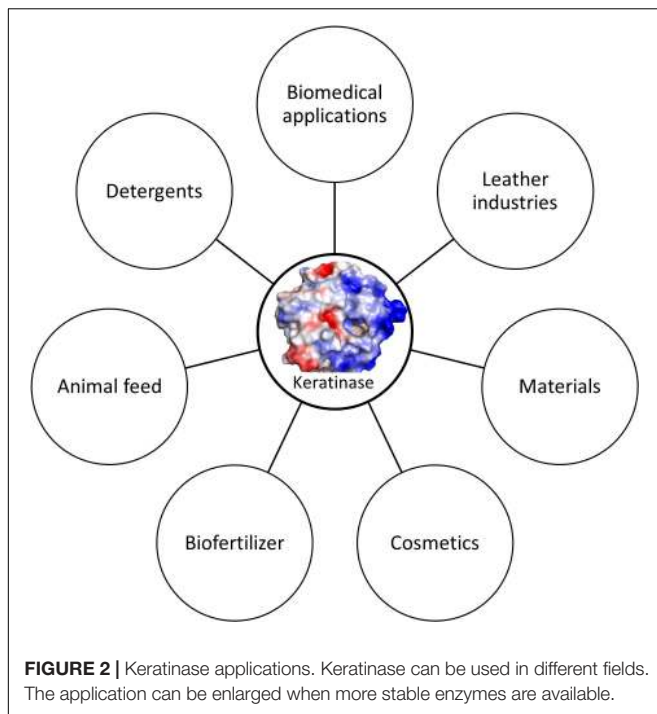 Biomedical
applications
Detergents
Leather
industries
Keratinase
Animal feed
Materials
Biofertilizer
Cosmetics
FIGURE 2 | Keratinase applications. Keratinase can be used in different fields.
The application can be enlarged when more stable enzymes are available.